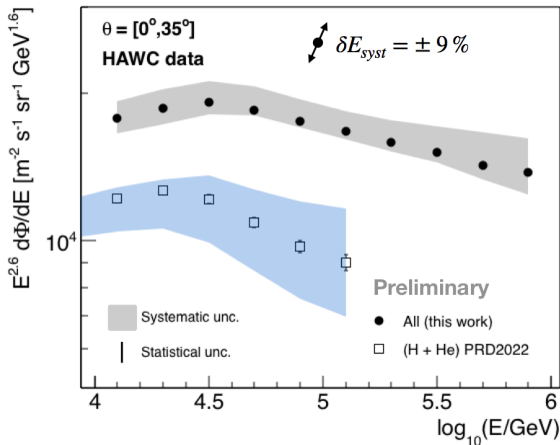 θ = [0°,35°]
HAWC data
δE_syst = ± 9 %
E^2.6 dΦ/dE [m^-2 s^-1 sr^-1 GeV^1.6]
10^4
Preliminary
Systematic unc.
Statistical unc.
All (this work)
(H + He) PRD2022
4 4.5 5 5.5 6
log_10(E/GeV)